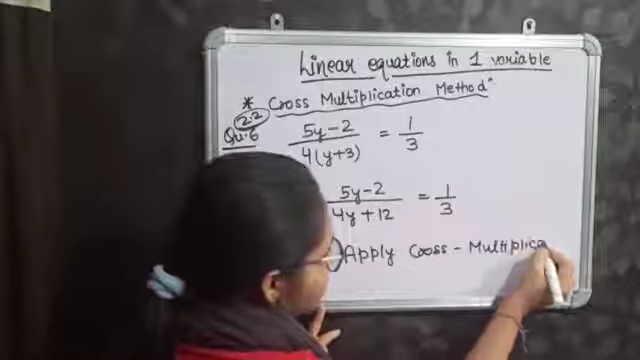 Linear equations in 1 variable
* Cross Multiplication Method"
2.2
Qu.6
5y-2 / 4(y+3) = 1/3
5y-2 / 4y+12 = 1/3
Apply Cross - Multiplica